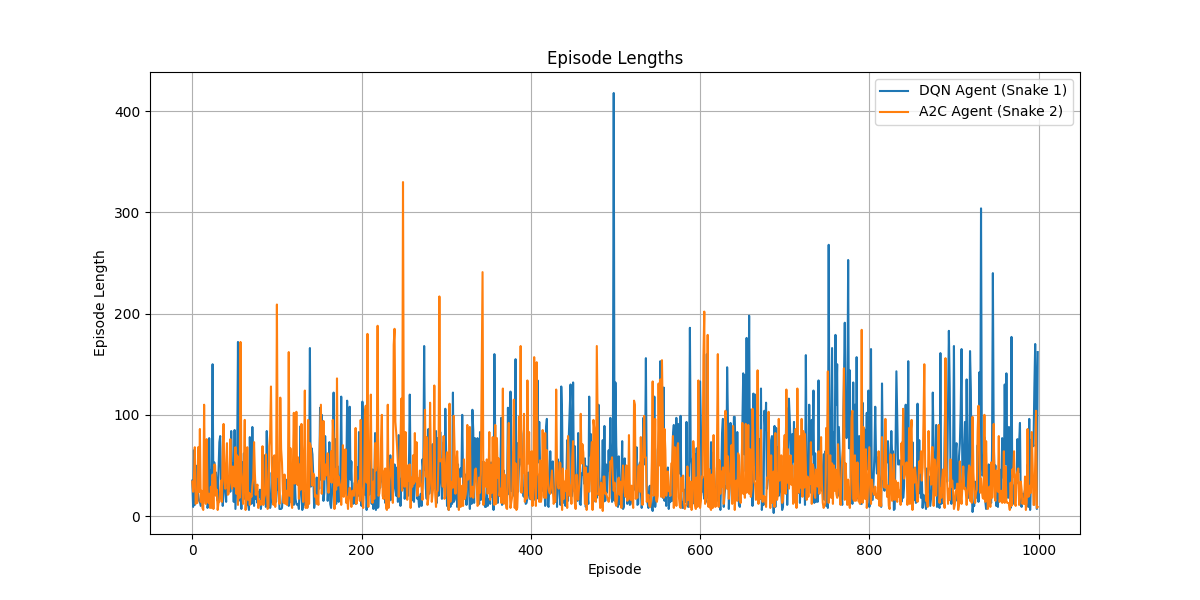 Episode Lengths
DQN Agent (Snake 1)
A2C Agent (Snake 2)
400
300
200
100
0
Episode Length
0 200 400 600 800 1000
Episode